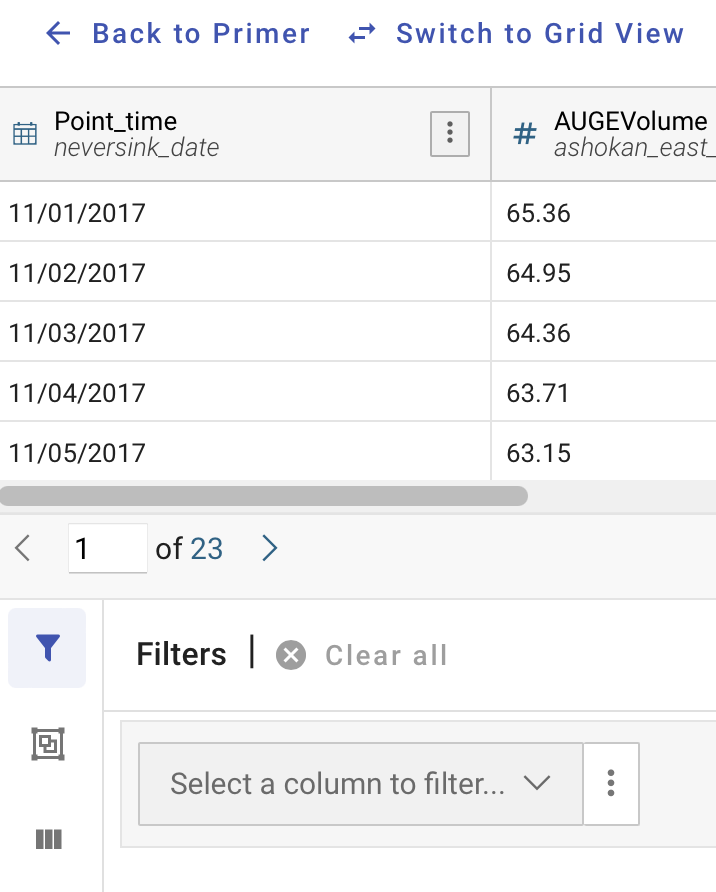 Back to Primer Switch to Grid View
Point_time # AUGEVolume
neversink_date ashokan_east_
11/01/2017 65.36
11/02/2017 64.95
11/03/2017 64.36
11/04/2017 63.71
11/05/2017 63.15
1 of 23
Filters | Clear all
Select a column to filter...